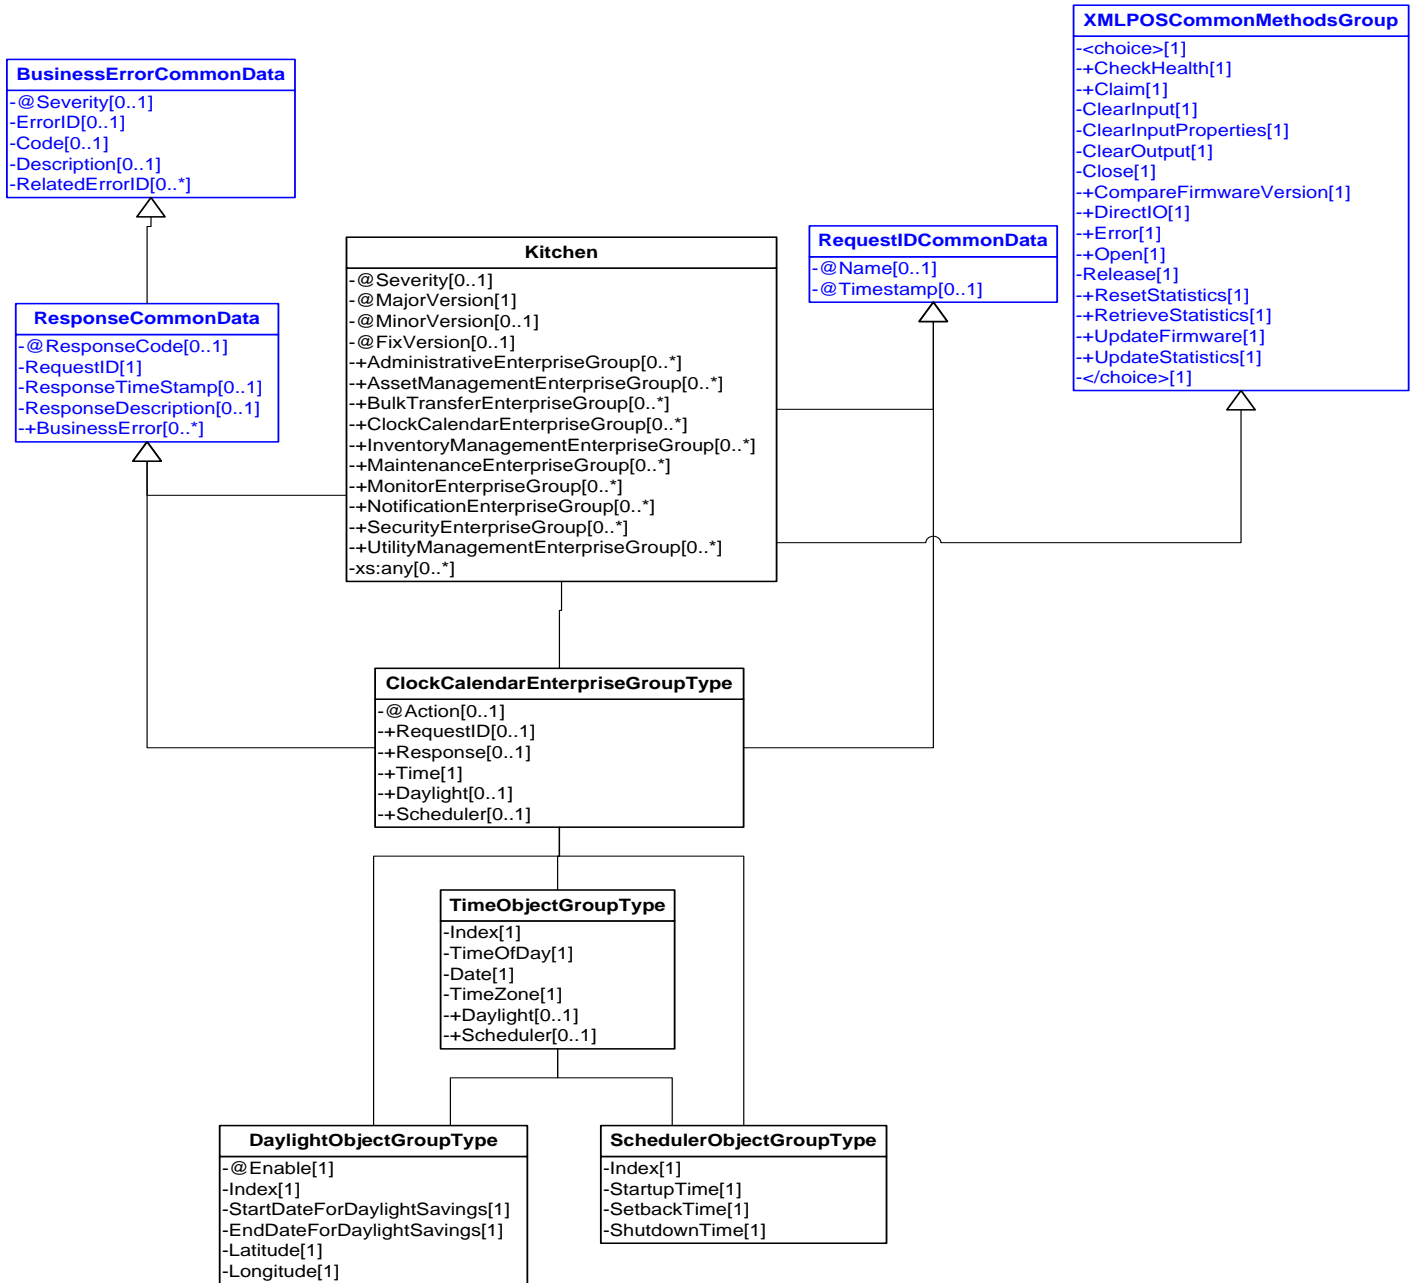 XMLPOSCommonMethodsGroup
-<choice>[1]
-+CheckHealth[1]
-+Claim[1]
-ClearInput[1]
-ClearInputProperties[1]
-ClearOutput[1]
-Close[1]
-+CompareFirmwareVersion[1]
-+DirectIO[1]
-+Error[1]
-+Open[1]
-Release[1]
-+ResetStatistics[1]
-+RetrieveStatistics[1]
-+UpdateFirmware[1]
-+UpdateStatistics[1]
-</choice>[1]
BusinessErrorCommonData
-@Severity[0..1]
-ErrorID[0..1]
-Code[0..1]
-Description[0..1]
-RelatedErrorID[0..*]
RequestIDCommonData
-@Name[0..1]
-@Timestamp[0..1]
Kitchen
-@Severity[0..1]
-@MajorVersion[1]
-@MinorVersion[0..1]
-@FixVersion[0..1]
-+AdministrativeEnterpriseGroup[0..*]
-+AssetManagementEnterpriseGroup[0..*]
-+BulkTransferEnterpriseGroup[0..*]
-+ClockCalendarEnterpriseGroup[0..*]
-+InventoryManagementEnterpriseGroup[0..*]
-+MaintenanceEnterpriseGroup[0..*]
-+MonitorEnterpriseGroup[0..*]
-+NotificationEnterpriseGroup[0..*]
-+SecurityEnterpriseGroup[0..*]
-+UtilityManagementEnterpriseGroup[0..*]
-xs:any[0..*]
ResponseCommonData
-@ResponseCode[0..1]
-RequestID[1]
-ResponseTimeStamp[0..1]
-ResponseDescription[0..1]
-+BusinessError[0..*]
ClockCalendarEnterpriseGroupType
-@Action[0..1]
-+RequestID[0..1]
-+Response[0..1]
-+Time[1]
-+Daylight[0..1]
-+Scheduler[0..1]
TimeObjectGroupType
-Index[1]
-TimeOfDay[1]
-Date[1]
-TimeZone[1]
-+Daylight[0..1]
-+Scheduler[0..1]
DaylightObjectGroupType
-@Enable[1]
-Index[1]
-StartDateForDaylightSavings[1]
-EndDateForDaylightSavings[1]
-Latitude[1]
-Longitude[1]
SchedulerObjectGroupType
-Index[1]
-StartupTime[1]
-SetbackTime[1]
-ShutdownTime[1]